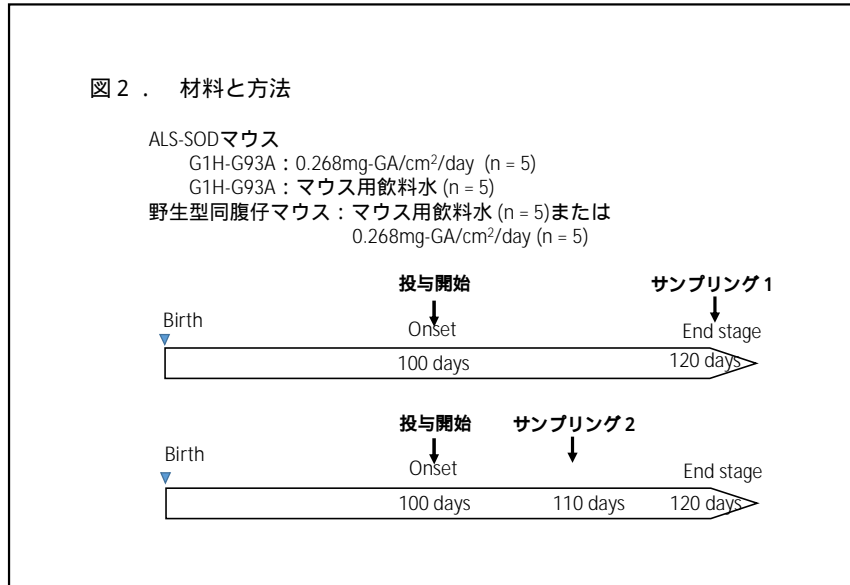 図2． 材料と方法
ALS-SODマウス
G1H-G93A：0.268mg-GA/cm²/day (n = 5)
G1H-G93A：マウス用飲料水 (n = 5)
野生型同腹仔マウス：マウス用飲料水 (n = 5)または
0.268mg-GA/cm²/day (n = 5)
投与開始 サンプリング1
Birth Onset End stage
100 days 120 days
投与開始 サンプリング2
Birth Onset End stage
100 days 110 days 120 days